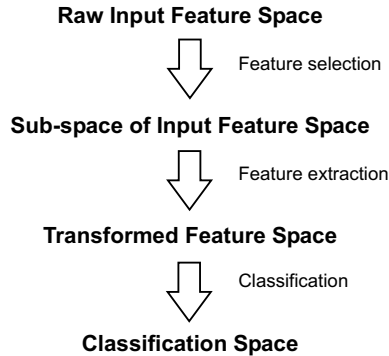 Raw Input Feature Space
Feature selection
Sub-space of Input Feature Space
Feature extraction
Transformed Feature Space
Classification
Classification Space